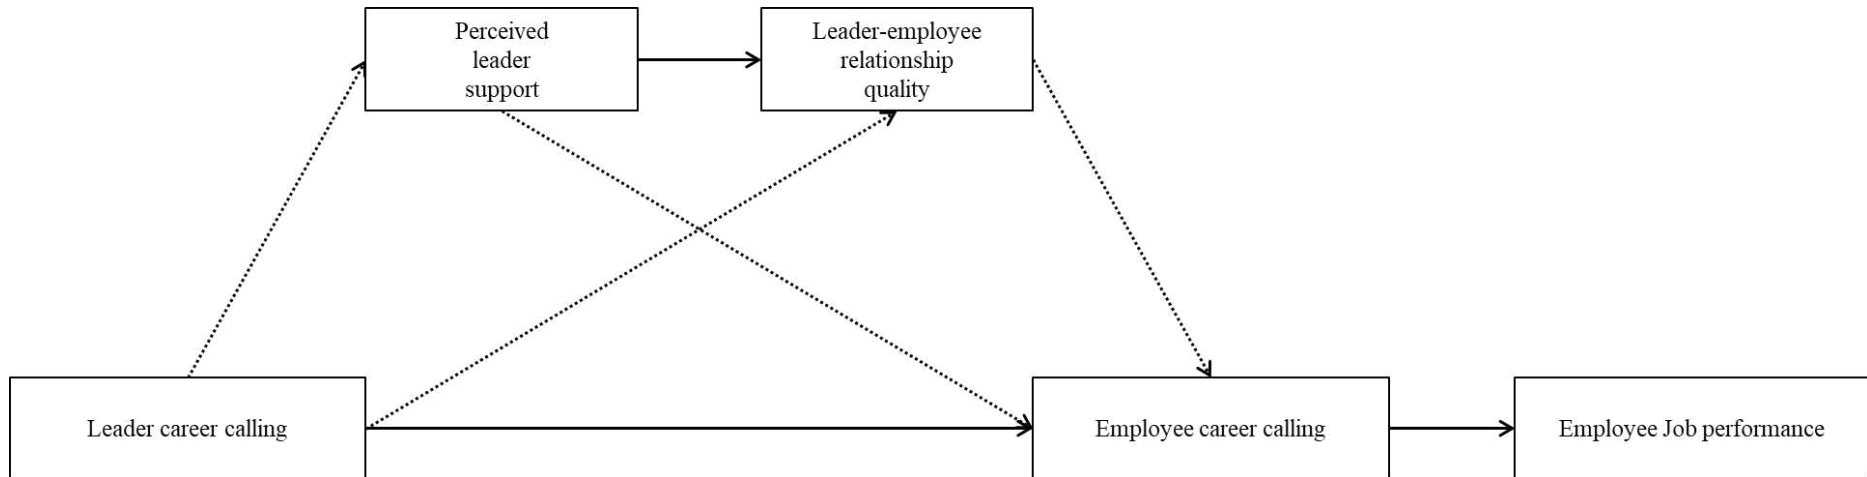 Perceived
leader
support
Leader-employee
relationship
quality
Leader career calling
Employee career calling
Employee Job performance